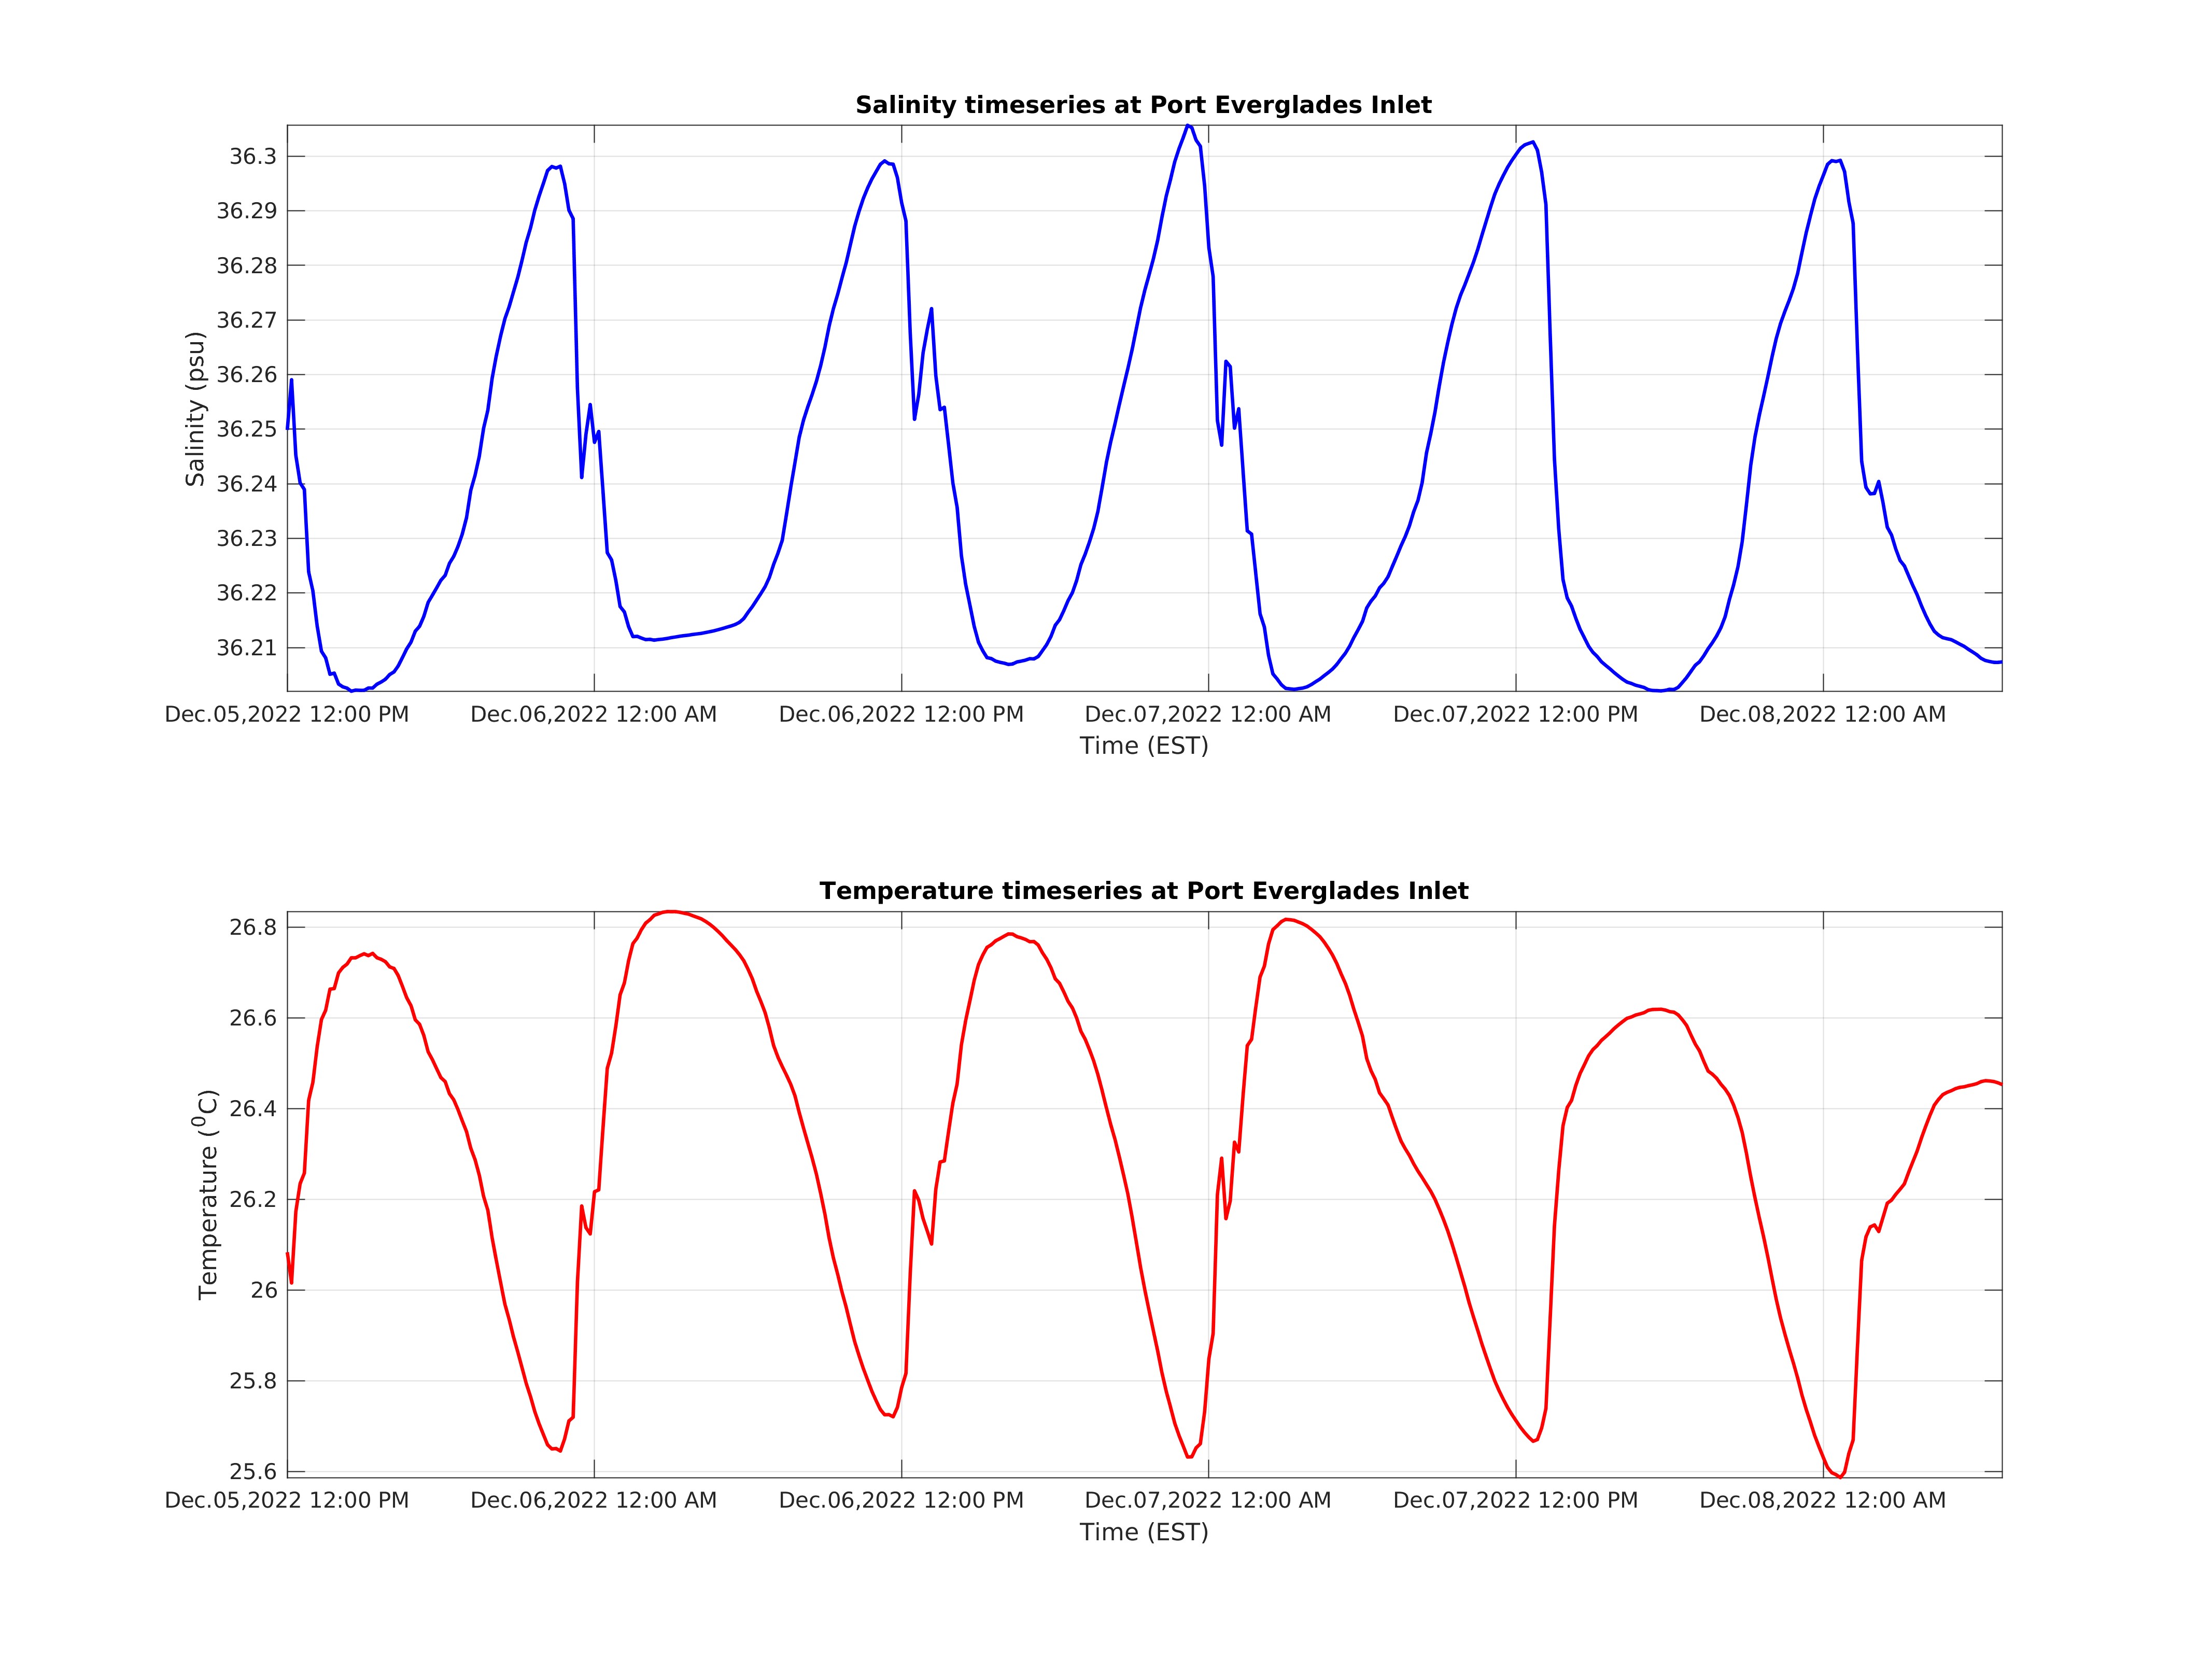 Salinity timeseries at Port Everglades Inlet
36.3
36.29
36.28
36.27
36.26
36.25
36.24
36.23
36.22
36.21
Salinity (psu)
Dec.05,2022 12:00 PM Dec.06,2022 12:00 AM Dec.06,2022 12:00 PM Dec.07,2022 12:00 AM Dec.07,2022 12:00 PM Dec.08,2022 12:00 AM
Time (EST)
Temperature timeseries at Port Everglades Inlet
26.8
26.6
26.4
26.2
26
25.8
25.6
Temperature (⁰C)
Dec.05,2022 12:00 PM Dec.06,2022 12:00 AM Dec.06,2022 12:00 PM Dec.07,2022 12:00 AM Dec.07,2022 12:00 PM Dec.08,2022 12:00 AM
Time (EST)